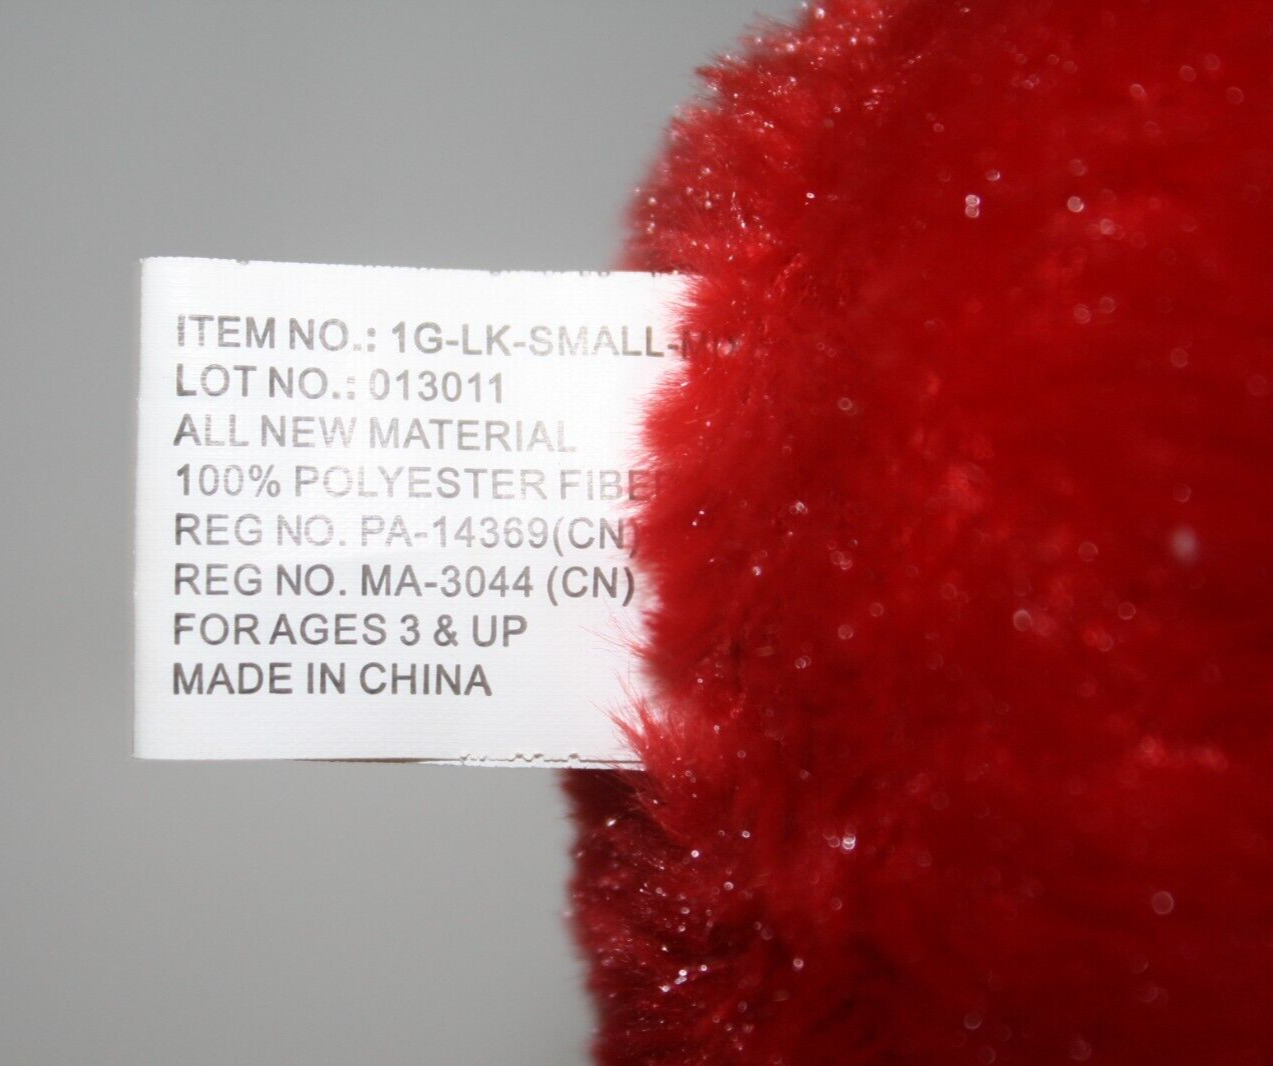 ITEM NO.: 1G-LK-SMALL-
LOT NO.: 013011
ALL NEW MATERIAL
100% POLYESTER FIBE
REG NO. PA-14369(CN)
REG NO. MA-3044 (CN)
FOR AGES 3 & UP
MADE IN CHINA